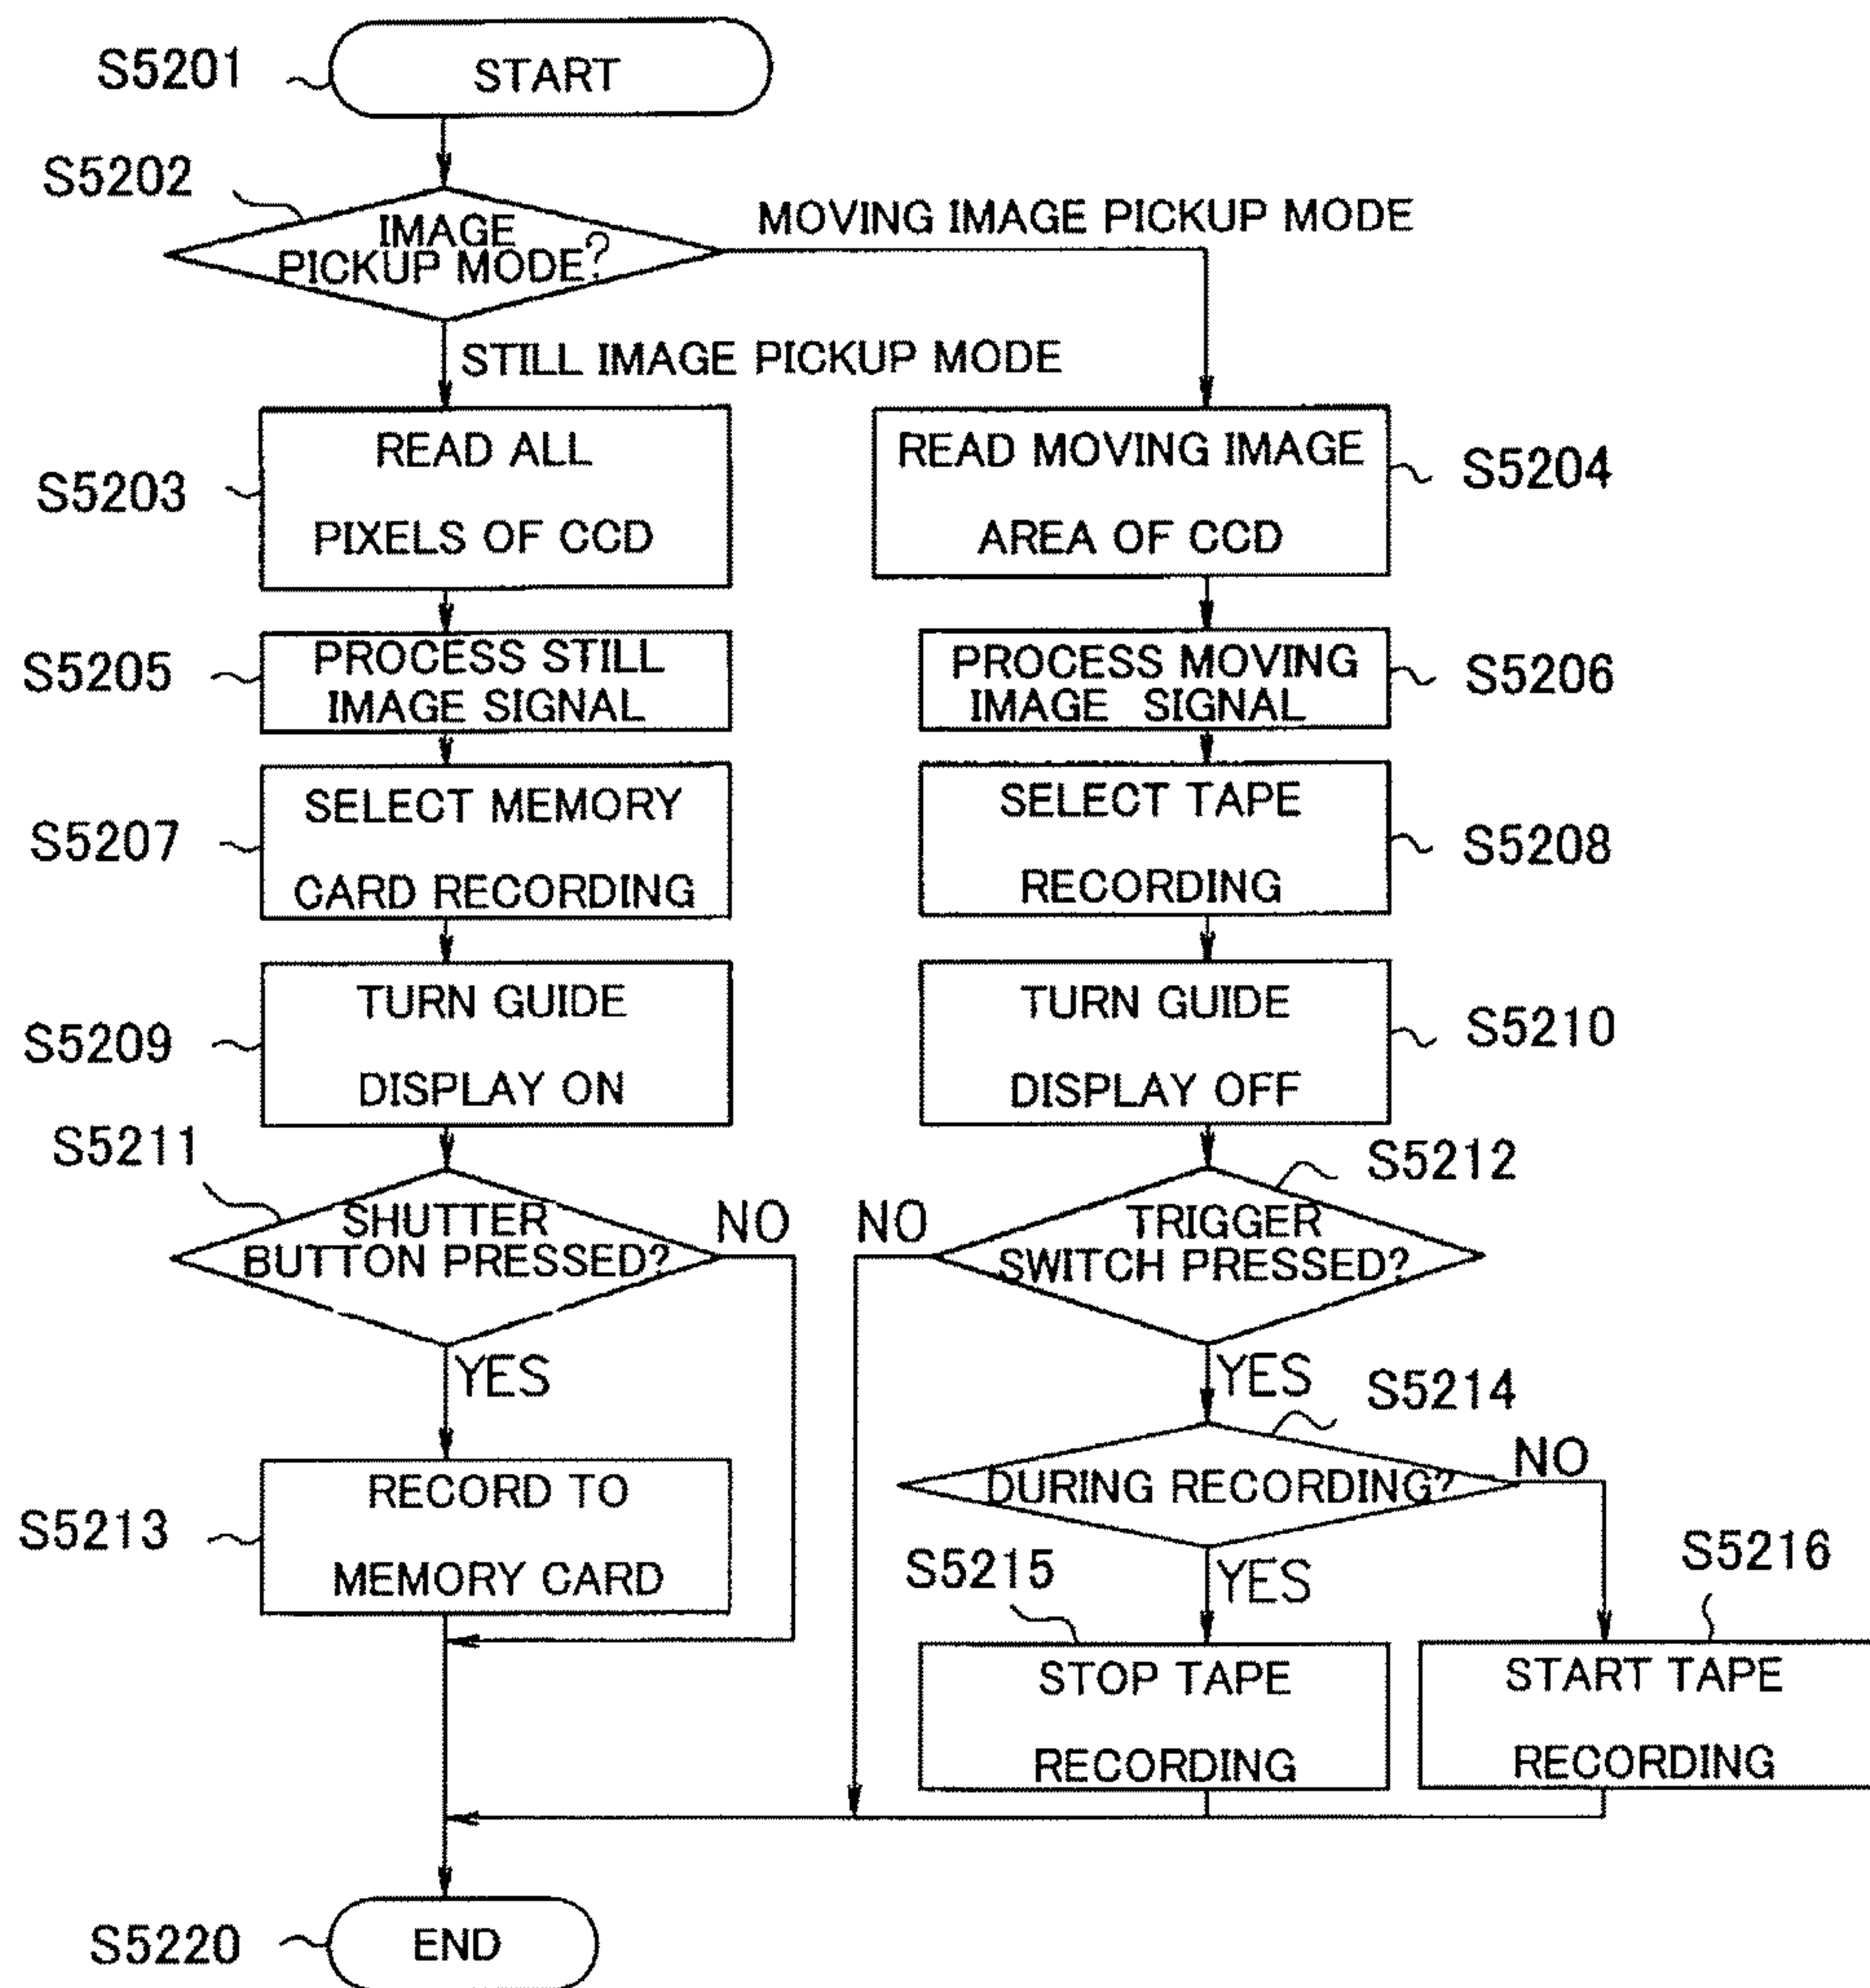 S5201
START
S5202
IMAGE
PICKUP MODE?
MOVING IMAGE PICKUP MODE
STILL IMAGE PICKUP MODE
S5203
READ ALL
PIXELS OF CCD
READ MOVING IMAGE
AREA OF CCD
S5204
S5205
PROCESS STILL
IMAGE SIGNAL
PROCESS MOVING
IMAGE SIGNAL
S5206
S5207
SELECT MEMORY
CARD RECORDING
SELECT TAPE
RECORDING
S5208
S5209
TURN GUIDE
DISPLAY ON
TURN GUIDE
DISPLAY OFF
S5210
S5211
SHUTTER
BUTTON PRESSED?
NO
YES
S5212
TRIGGER
SWITCH PRESSED?
NO
YES
S5213
RECORD TO
MEMORY CARD
S5214
DURING RECORDING?
NO
YES
S5215
STOP TAPE
RECORDING
S5216
START TAPE
RECORDING
S5220
END